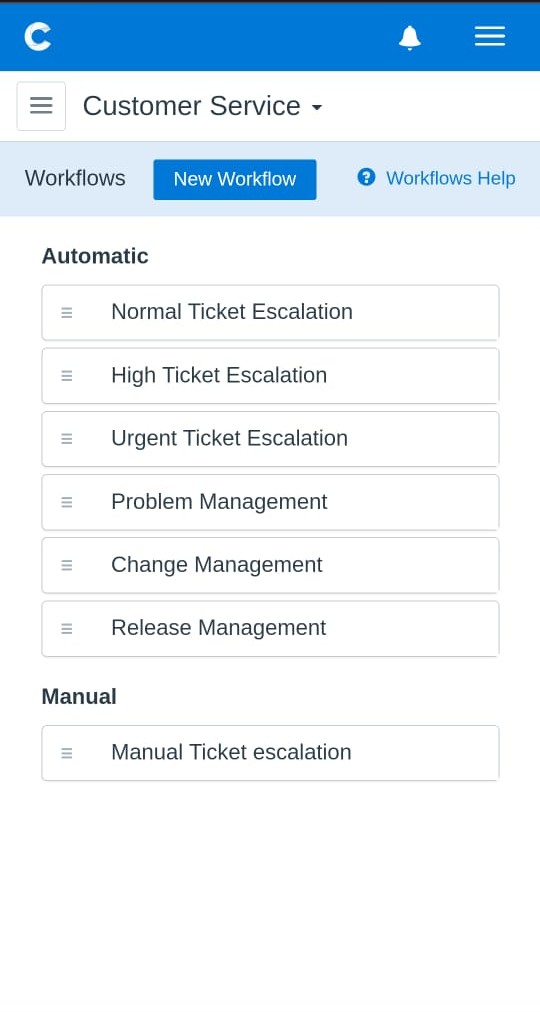 Customer Service
Workflows New Workflow Workflows Help
Automatic
Normal Ticket Escalation
High Ticket Escalation
Urgent Ticket Escalation
Problem Management
Change Management
Release Management
Manual
Manual Ticket escalation